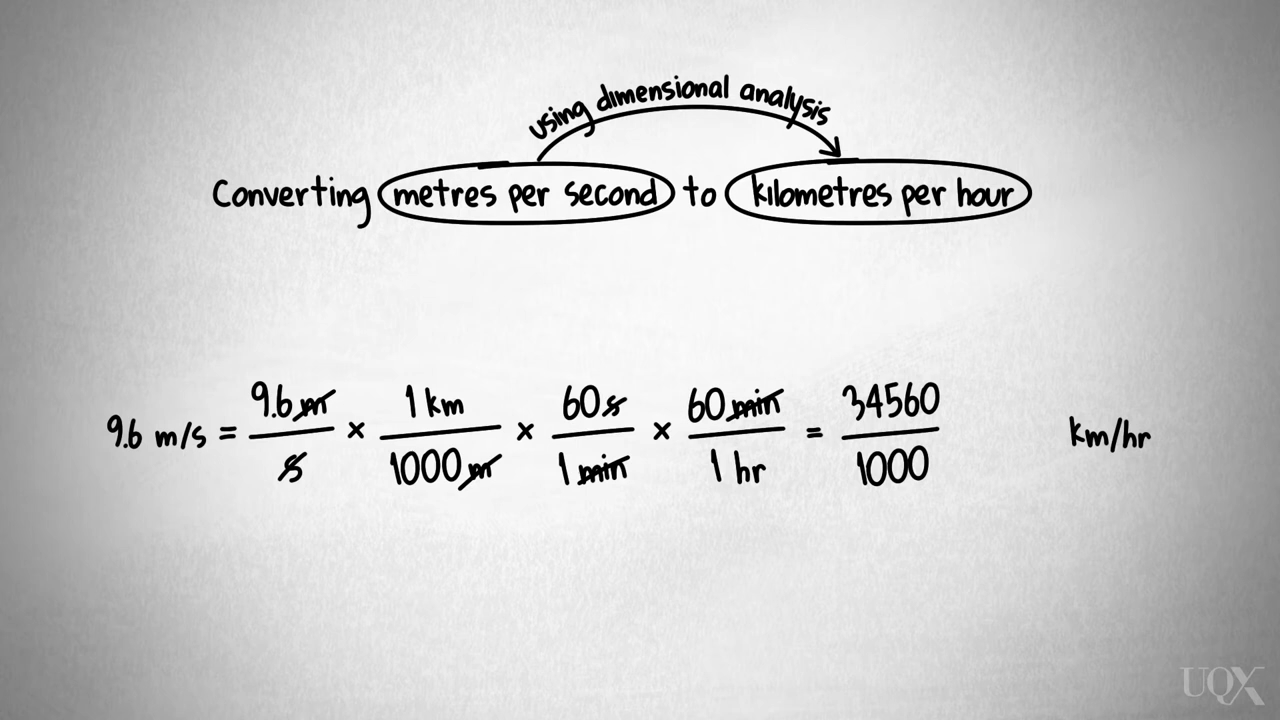 using dimensional analysis
Converting metres per second to kilometres per hour
9.6 m/s = 9.6 m / s × 1 km / 1000 m × 60 s / 1 min × 60 min / 1 hr = 34560 / 1000 km/hr
UQX